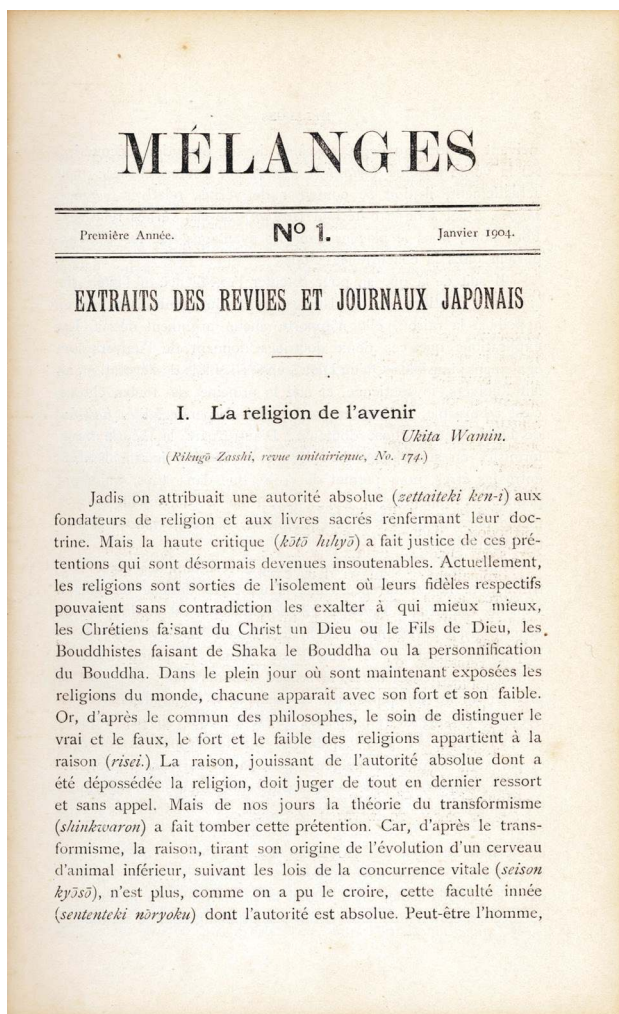 MÉLANGES
Première Année.
Nº 1.
Janvier 1904.
EXTRAITS DES REVUES ET JOURNAUX JAPONAIS
I. La religion de l'avenir
Ukita Wamin.
(Rikugō Zasshi, revue unitairienue, No. 174.)
Jadis on attribuait une autorité absolue (zettaiteki ken-i) aux
fondateurs de religion et aux livres sacrés renfermant leur doc-
trine. Mais la haute critique (kōtō hihyō) a fait justice de ces pré-
tentions qui sont désormais devenues insoutenables. Actuellement,
les religions sont sorties de l'isolement où leurs fidèles respectifs
pouvaient sans contradiction les exalter à qui mieux mieux,
les Chrétiens faisant du Christ un Dieu ou le Fils de Dieu, les
Bouddhistes faisant de Shaka le Bouddha ou la personnification
du Bouddha. Dans le plein jour où sont maintenant exposées les
religions du monde, chacune apparait avec son fort et son faible.
Or, d'après le commun des philosophes, le soin de distinguer le
vrai et le faux, le fort et le faible des religions appartient à la
raison (risei.) La raison, jouissant de l'autorité absolue dont a
été dépossédée la religion, doit juger de tout en dernier ressort
et sans appel. Mais de nos jours la théorie du transformisme
(shinkwaron) a fait tomber cette prétention. Car, d'après le trans-
formisme, la raison, tirant son origine de l'évolution d'un cerveau
d'animal inférieur, suivant les lois de la concurrence vitale (seison
kyōsō), n'est plus, comme on a pu le croire, cette faculté innée
(sententeki nōryoku) dont l'autorité est absolue. Peut-être l'homme,